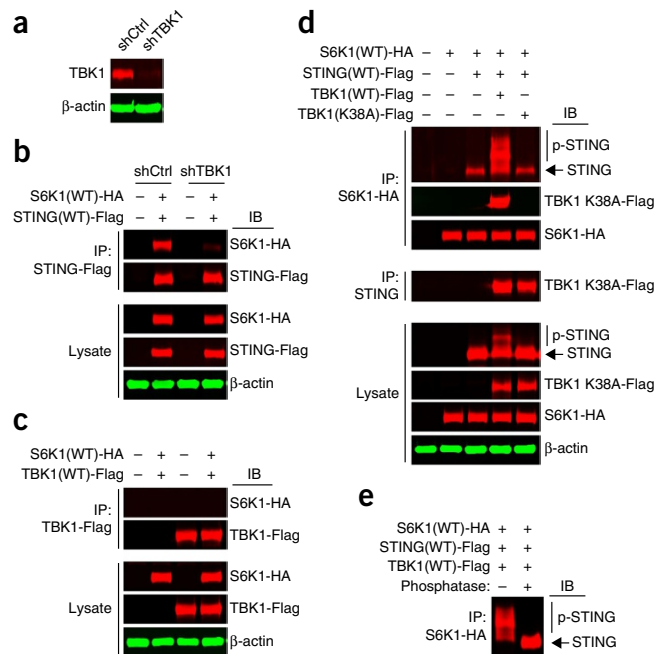 a
shCtrl
shTBK1
TBK1
β-actin
b
shCtrl shTBK1
S6K1(WT)-HA – + – +
STING(WT)-Flag – + – + IB
IP: STING-Flag
S6K1-HA
STING-Flag
Lysate
S6K1-HA
STING-Flag
β-actin
c
S6K1(WT)-HA – + – +
TBK1(WT)-Flag – + – + IB
IP: TBK1-Flag
S6K1-HA
TBK1-Flag
Lysate
S6K1-HA
TBK1-Flag
β-actin
d
S6K1(WT)-HA – + + + +
STING(WT)-Flag – – + + +
TBK1(WT)-Flag – – – + –
TBK1(K38A)-Flag – – – – + IB
IP: S6K1-HA
p-STING
STING
TBK1 K38A-Flag
S6K1-HA
IP: STING
TBK1 K38A-Flag
Lysate
p-STING
STING
TBK1 K38A-Flag
S6K1-HA
β-actin
e
S6K1(WT)-HA + +
STING(WT)-Flag + +
TBK1(WT)-Flag + +
Phosphatase: – + IB
IP: S6K1-HA
p-STING
STING